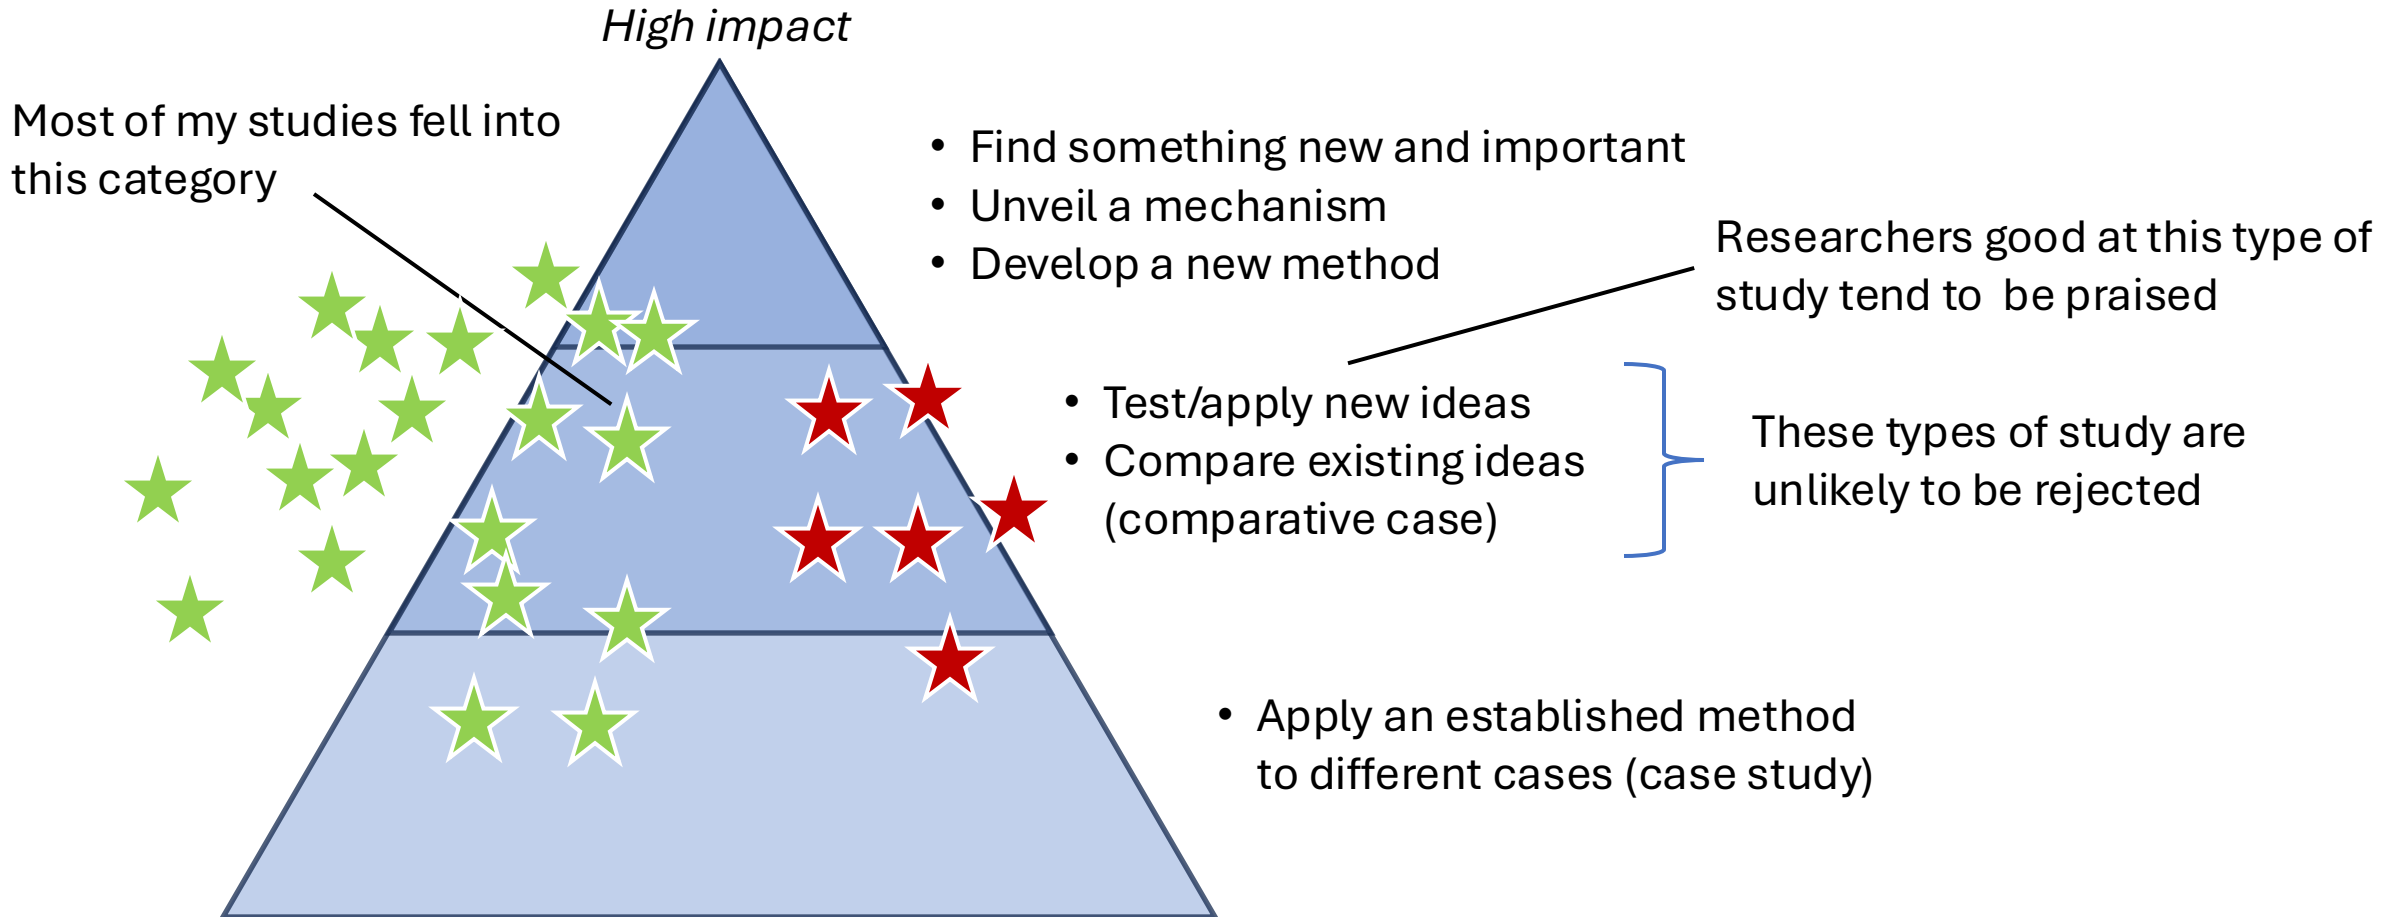 High impact
Most of my studies fell into
this category
• Find something new and important
• Unveil a mechanism
• Develop a new method
Researchers good at this type of
study tend to  be praised
• Test/apply new ideas
• Compare existing ideas
(comparative case)
These types of study are
unlikely to be rejected
• Apply an established method
to different cases (case study)